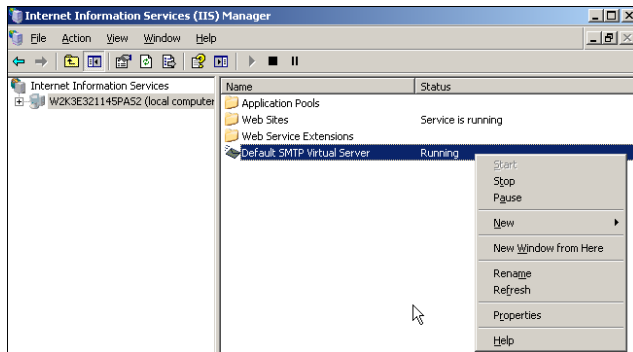 Internet Information Services (IIS) Manager
File Action View Window Help
Internet Information Services
W2K3E321145PAS2 (local computer
Name Status
Application Pools
Web Sites Service is running
Web Service Extensions
Default SMTP Virtual Server Running
Start
Stop
Pause
New
New Window from Here
Rename
Refresh
Properties
Help